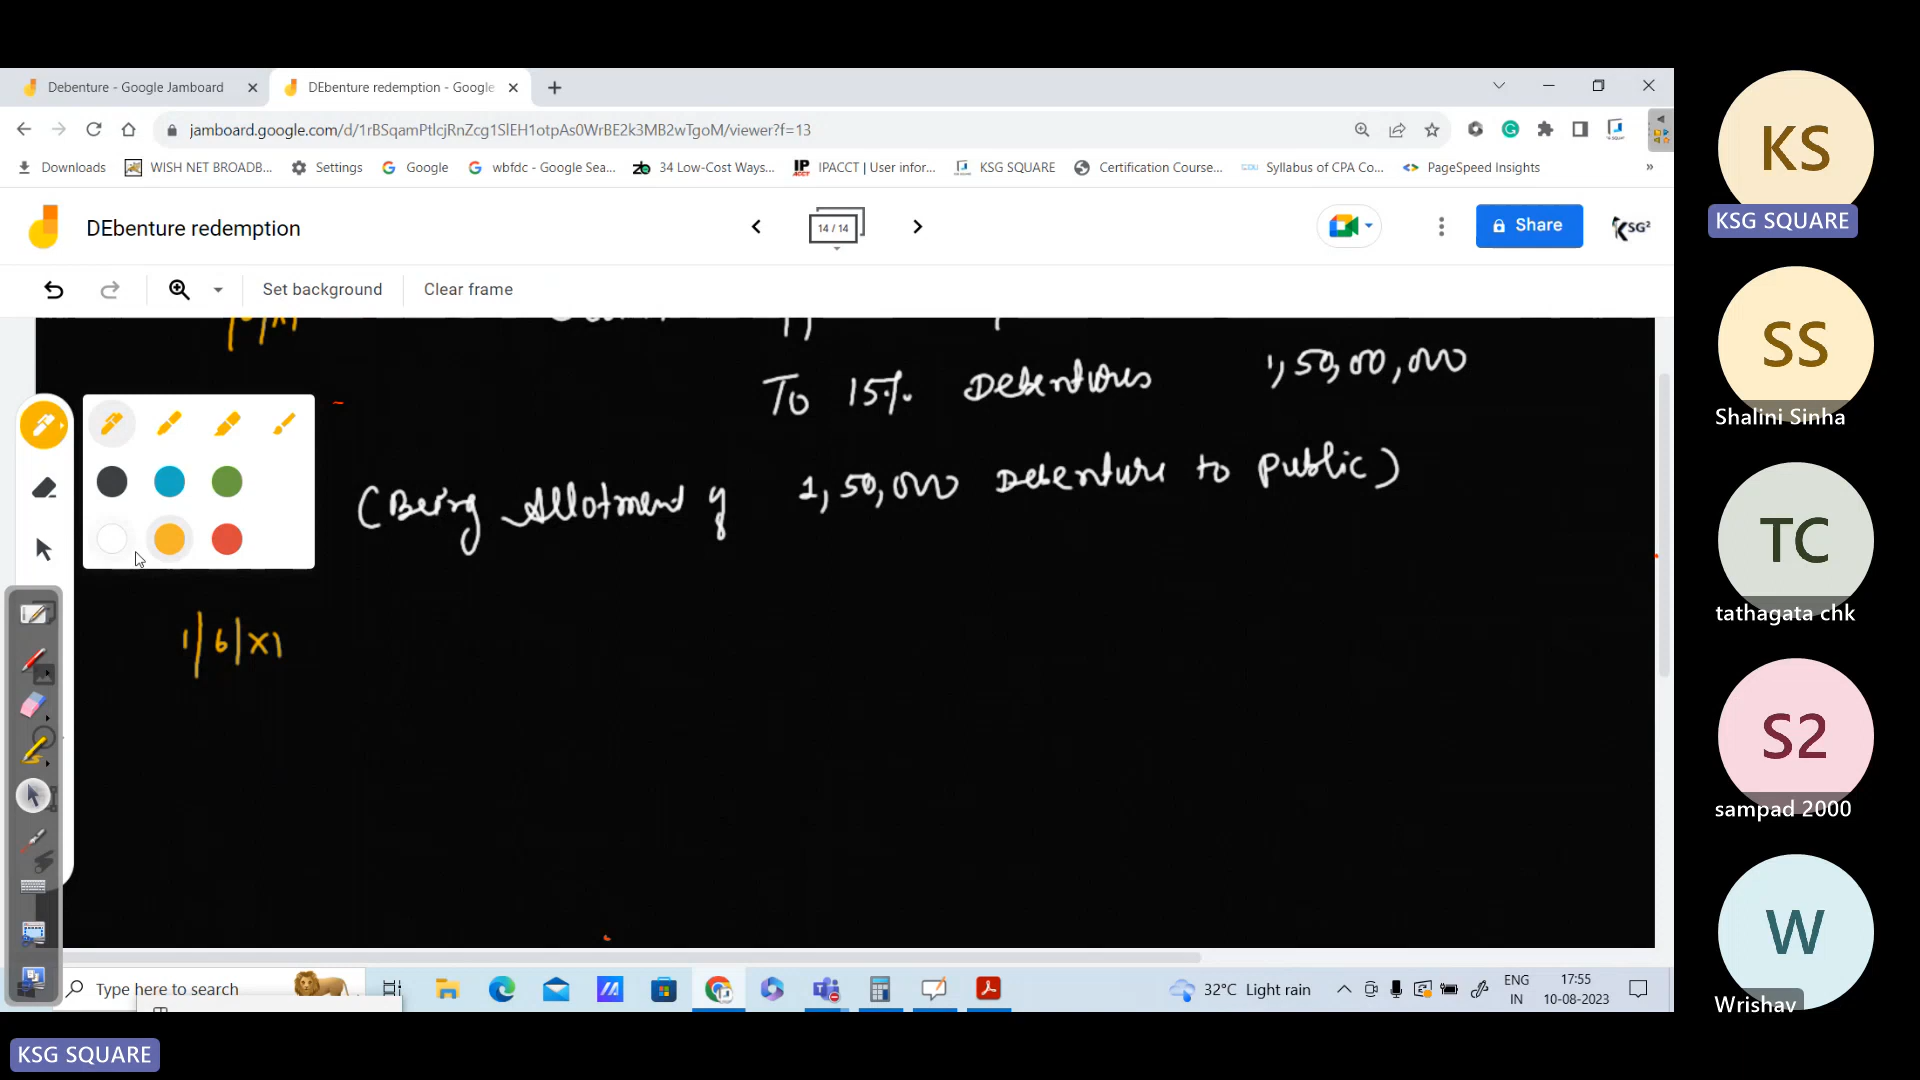 Debenture - Google Jamboard
DEbenture redemption - Google
jamboard.google.com/d/1rBSqamPtlcjRnZcg1SlEH1otpAs0WrBE2k3MB2wTgoM/viewer?f=13
Downloads WISH NET BROADB... Settings Google wbfdc - Google Sea... 34 Low-Cost Ways... IPACCT | User infor... KSG SQUARE Certification Course... Syllabus of CPA Co... PageSpeed Insights »
DEbenture redemption
14 / 14
Share
KSG²
Set background
Clear frame
To 15% Debentures 1,50,00,000
(Being Allotment of 1,50,000 Debenture to public)
1/6/X1
Type here to search
32°C Light rain
ENG
IN
17:55
10-08-2023
KS
KSG SQUARE
SS
Shalini Sinha
TC
tathagata chk
S2
sampad 2000
W
Wrishav
KSG SQUARE